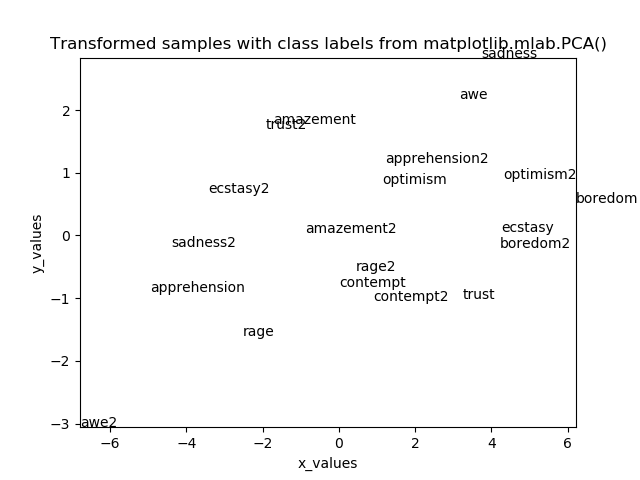 Transformed samples with class labels from matplotlib.mlab.PCA()
sadness
awe
amazement
trust2
apprehension2
optimism
optimism2
ecstasy2
boredom
amazement2
ecstasy
sadness2
boredom2
rage2
contempt
apprehension
contempt2
trust
rage
awe2
2
1
0
−1
−2
−3
y_values
−6
−4
−2
0
2
4
6
x_values